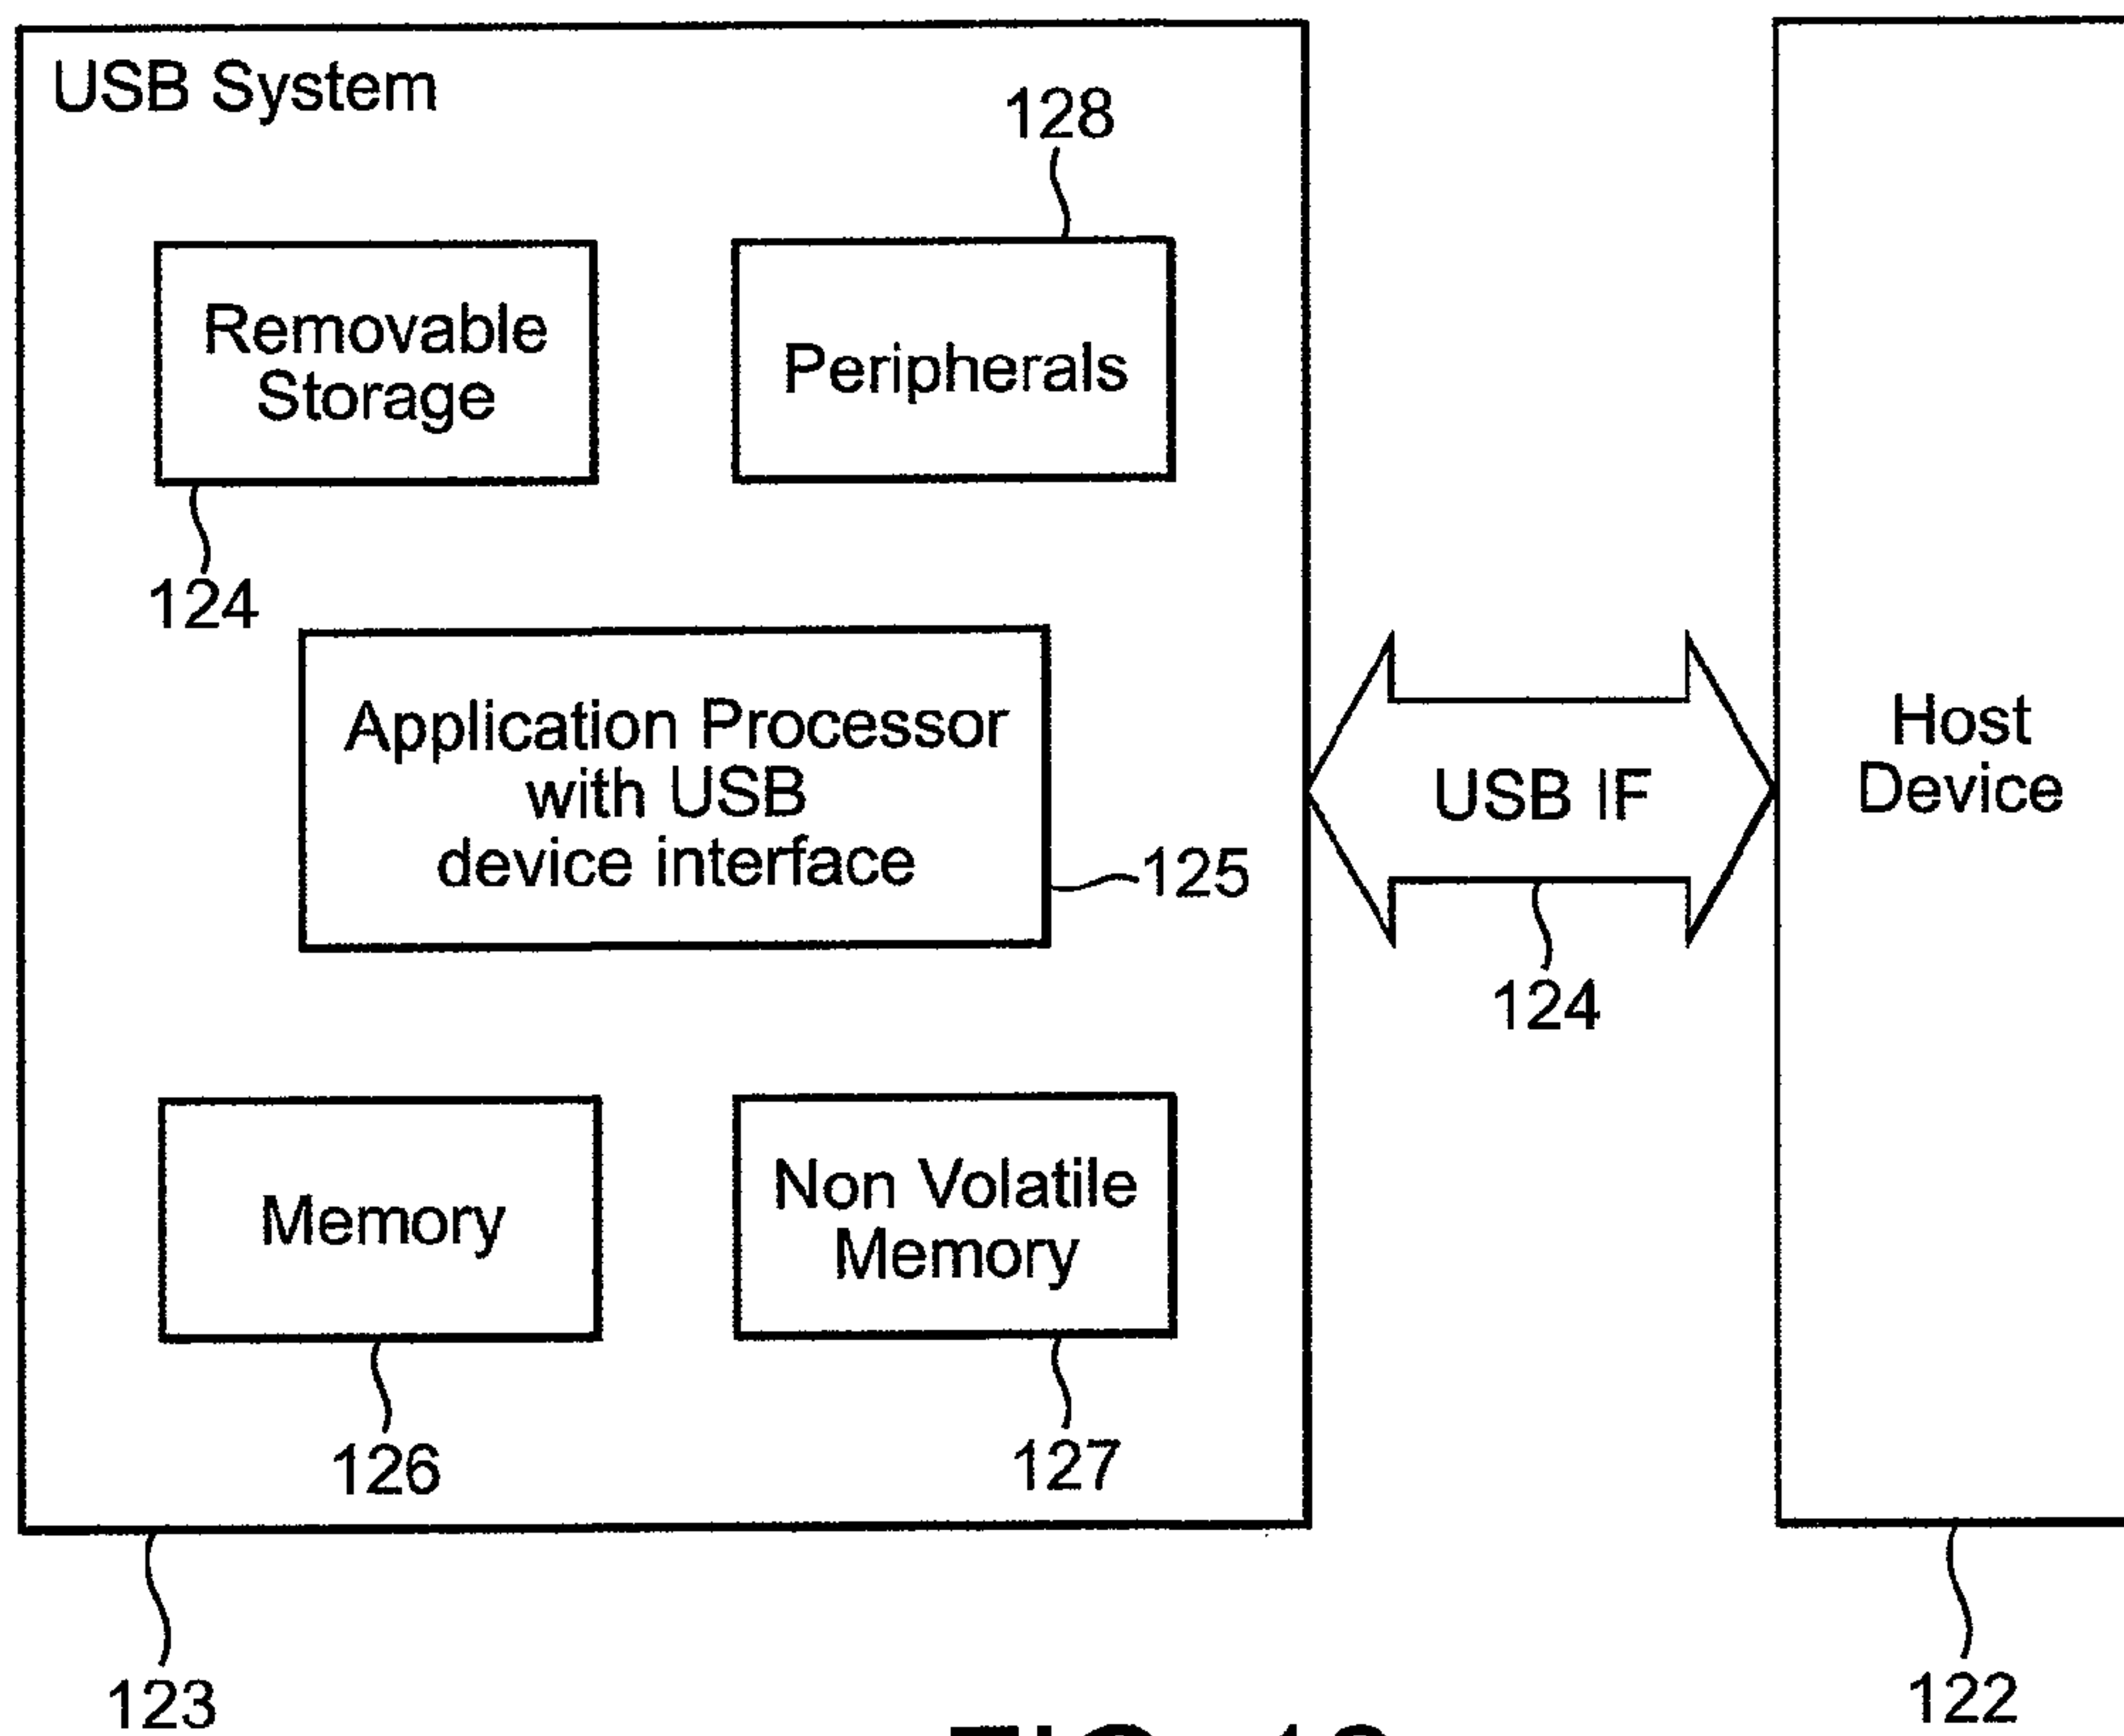 USB System
128
Removable
Storage
Peripherals
124
Application Processor
with USB
device interface
125
USB IF
124
Host
Device
Memory
Non Volatile
Memory
126
127
123
122